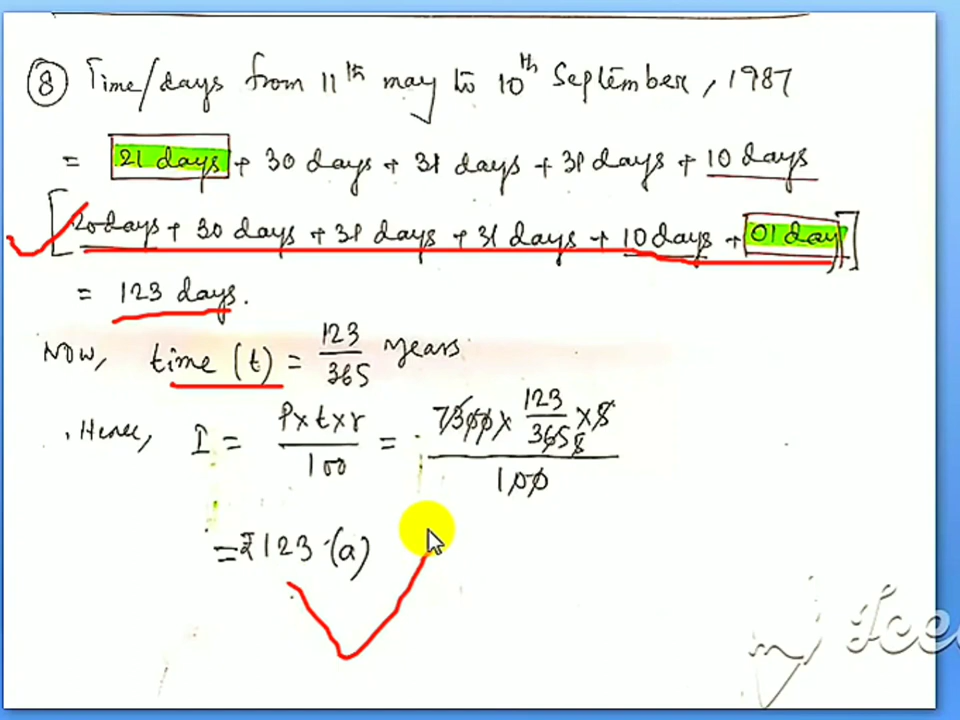 ⑧ Time/days from 11th may to 10th September, 1987
= 21 days + 30 days + 31 days + 31 days + 10 days
[20 days + 30 days + 31 days + 31 days + 10 days + 01 day]
= 123 days.
Now, time (t) = 123/365 years
Hence, I = P×t×r/100 = 7300×123/365×5/100
= ₹123 (a)